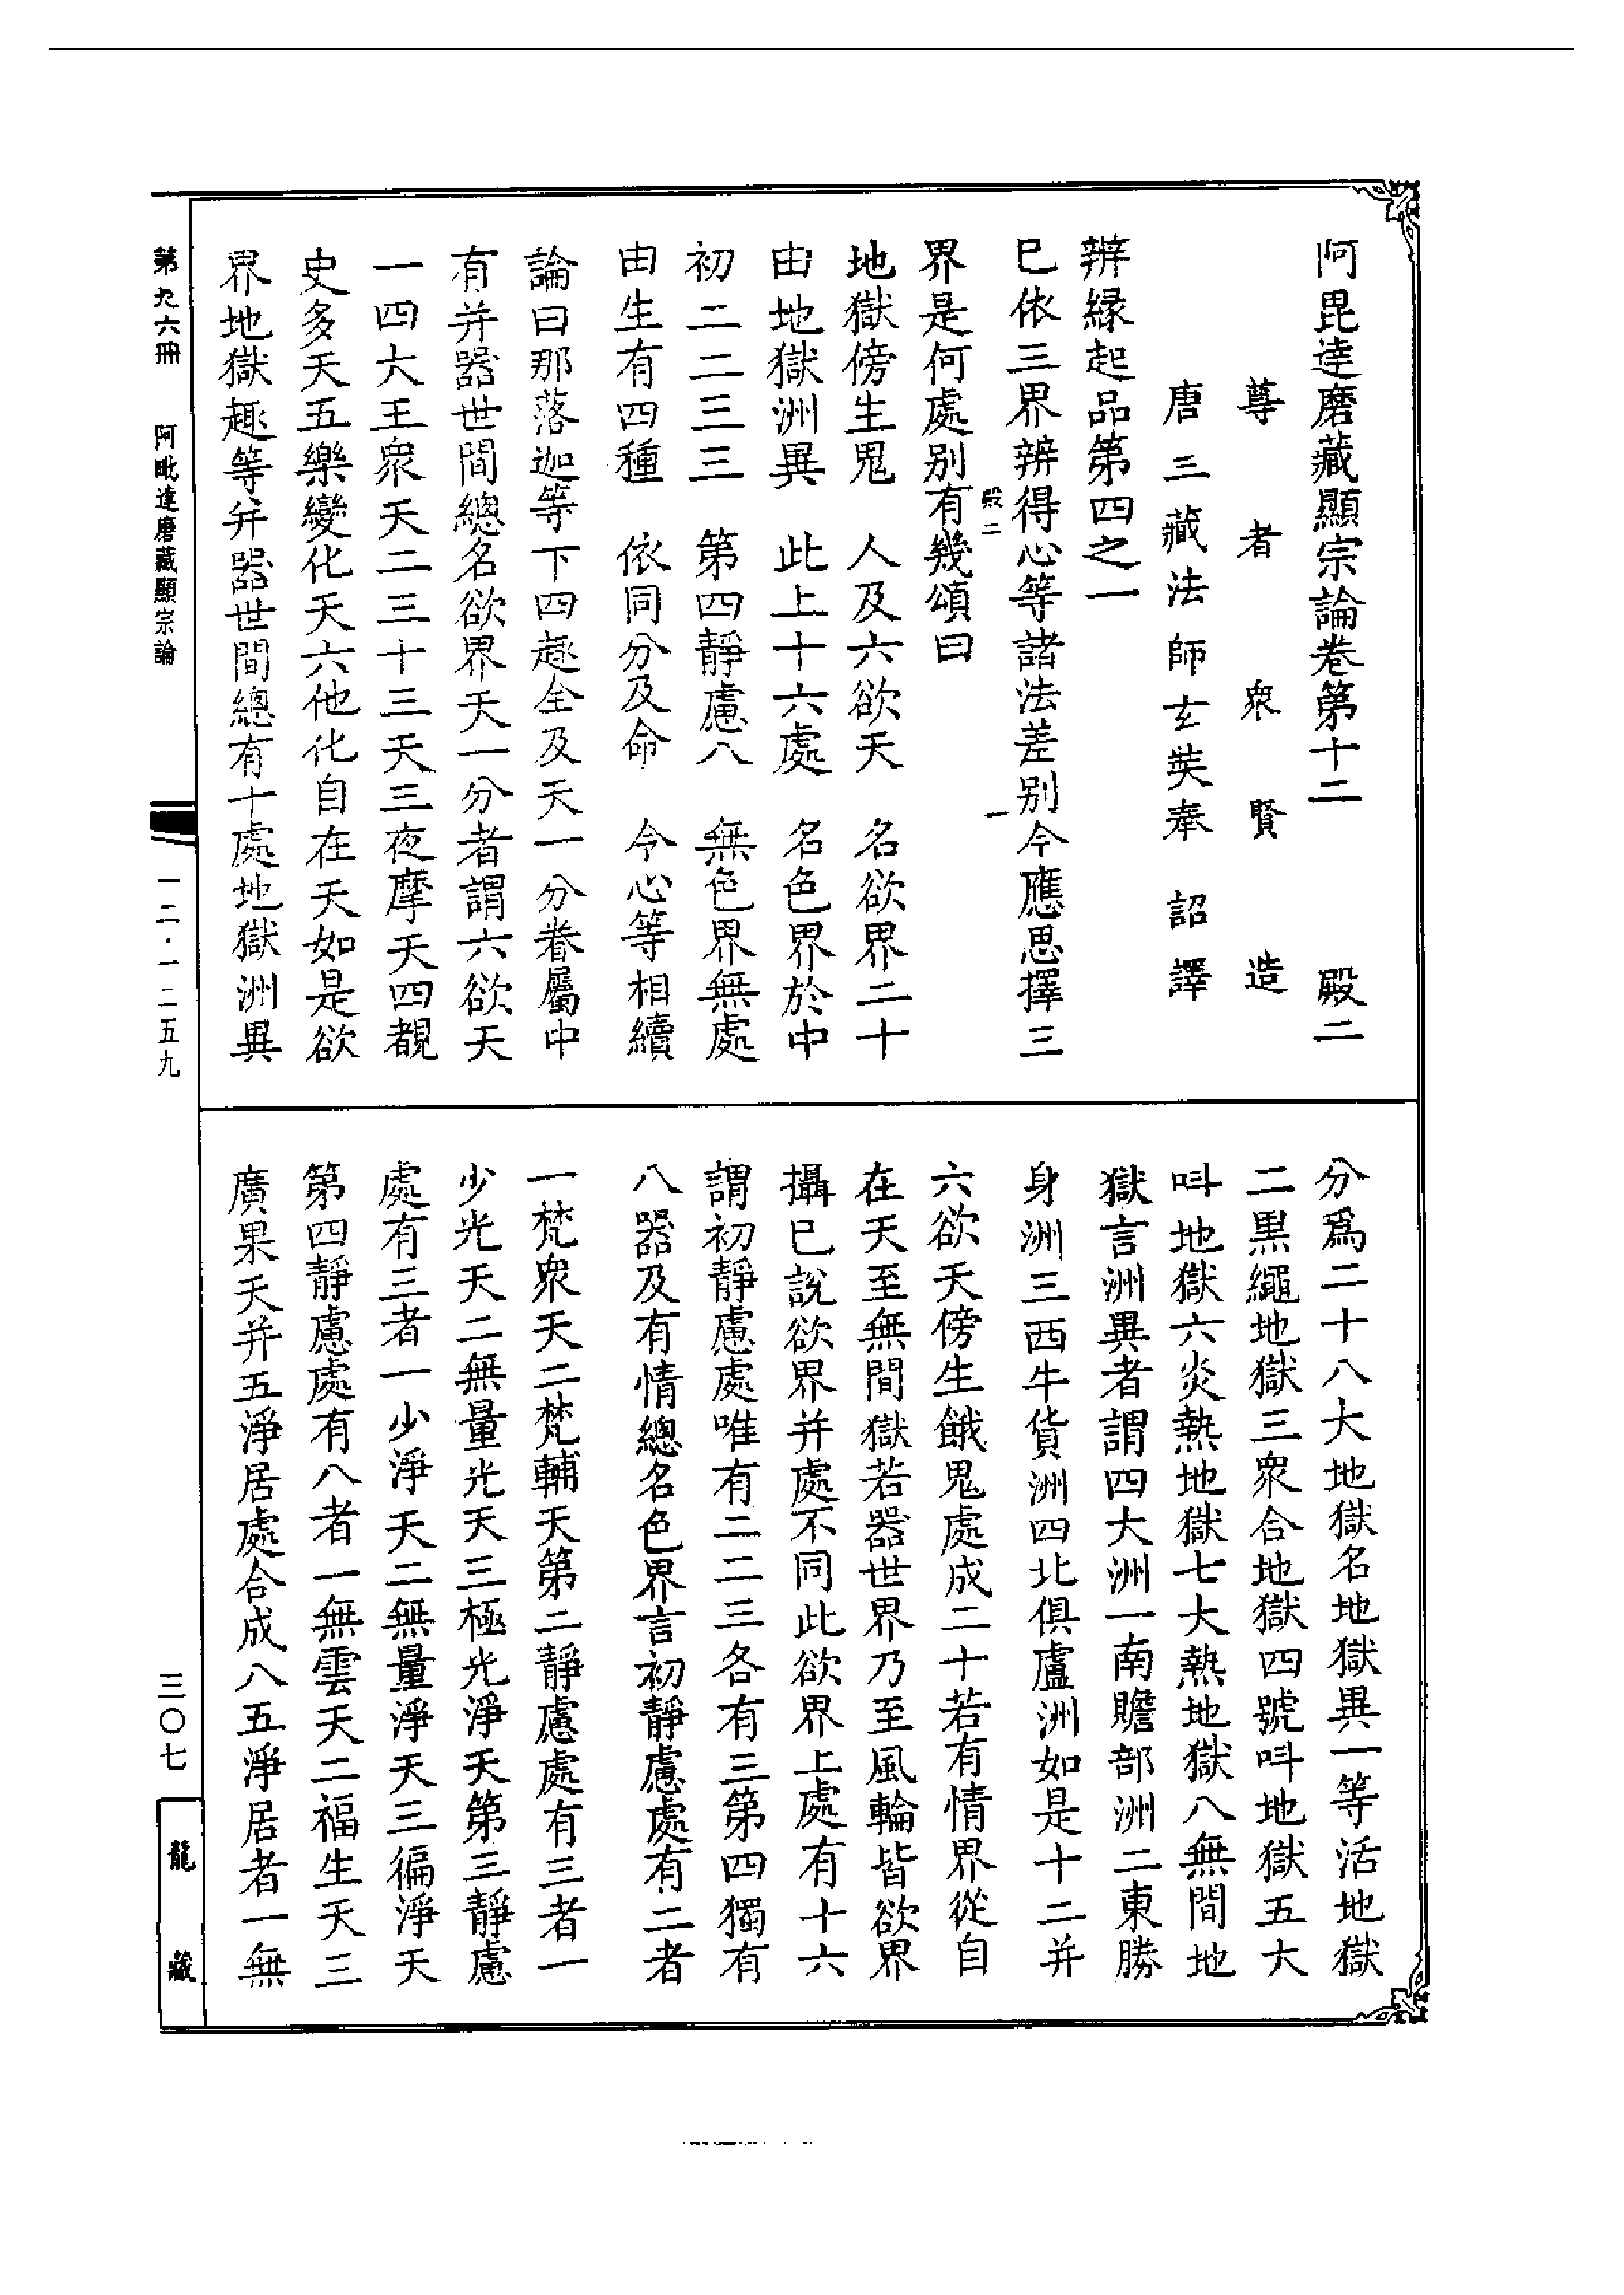 阿毘達磨藏顯宗論卷第十二　殿二
尊者衆賢造
唐三藏法師玄奘奉　詔譯
辨緣起品第四之一
巳依三界辨得心等諸法差别今應思擇三
殿二　一
界是何處别有幾頌曰
地獄傍生鬼　人及六欲天　名欲界二十
由地獄洲異　此上十六處　名色界於中
初二二三三　第四靜慮八　無色界無處
由生有四種　依同分及命　令心等相續
論曰那落迦等下四趣全及天一分眷屬中
有并器世間總名欲界天一分者謂六欲天
一四大王衆天二三十三天三夜摩天四覩
史多天五樂變化天六他化自在天如是欲
界地獄趣等并器世間總有十處地獄洲異
分爲二十八大地獄名地獄異一等活地獄
二黒繩地獄三衆合地獄四號呌地獄五大
呌地獄六炎熱地獄七大熱地獄八無間地
獄言洲異者謂四大洲一南贍部洲二東勝
身洲三西牛貨洲四北俱盧洲如是十二并
六欲天傍生餓鬼處成二十若有情界從自
在天至無間獄若器世界乃至風輪皆欲界
攝巳說欲界并處不同此欲界上處有十六
謂初靜慮處唯有二二三各有三第四獨有
八器及有情總名色界言初靜慮處有二者
一梵衆天二梵輔天第二靜慮處有三者一
少光天二無量光天三極光淨天第三靜慮
處有三者一少淨天二無量淨天三徧淨天
第四靜慮處有八者一無雲天二福生天三
廣果天并五淨居處合成八五淨居者一無
第九六冊　阿毗達磨藏顯宗論　一二·一二五九　三〇七　龍藏